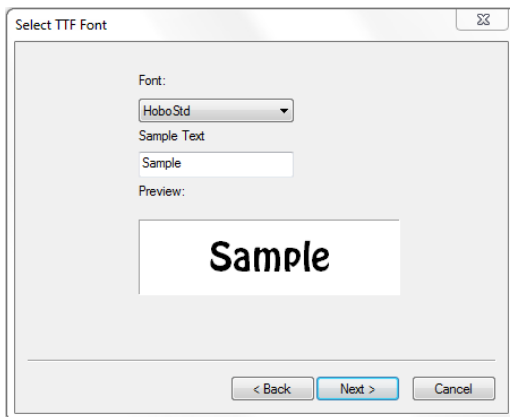 Select TTF Font
Font:
HoboStd
Sample Text
Sample
Preview:
Sample
< Back Next > Cancel